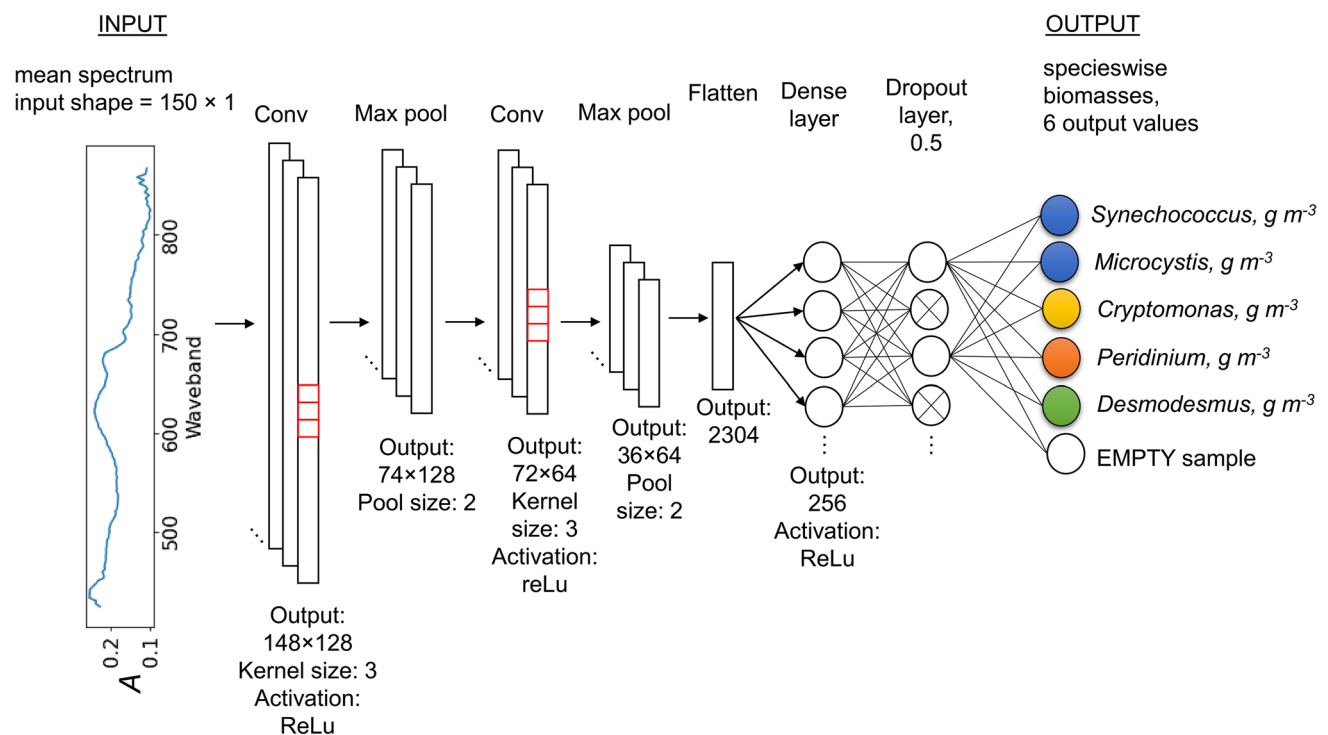 INPUT
mean spectrum
input shape = 150 × 1
800
700
600
500
Waveband
0.2
0.1
A
Conv
Output:
148×128
Kernel size: 3
Activation:
ReLu
Max pool
Output:
74×128
Pool size: 2
Conv
Output:
72×64
Kernel
size: 3
Activation:
reLu
Max pool
Output:
36×64
Pool
size: 2
Flatten
Output:
2304
Dense
layer
Output:
256
Activation:
ReLu
Dropout
layer,
0.5
OUTPUT
specieswise
biomasses,
6 output values
Synechococcus, g m⁻³
Microcystis, g m⁻³
Cryptomonas, g m⁻³
Peridinium, g m⁻³
Desmodesmus, g m⁻³
EMPTY sample